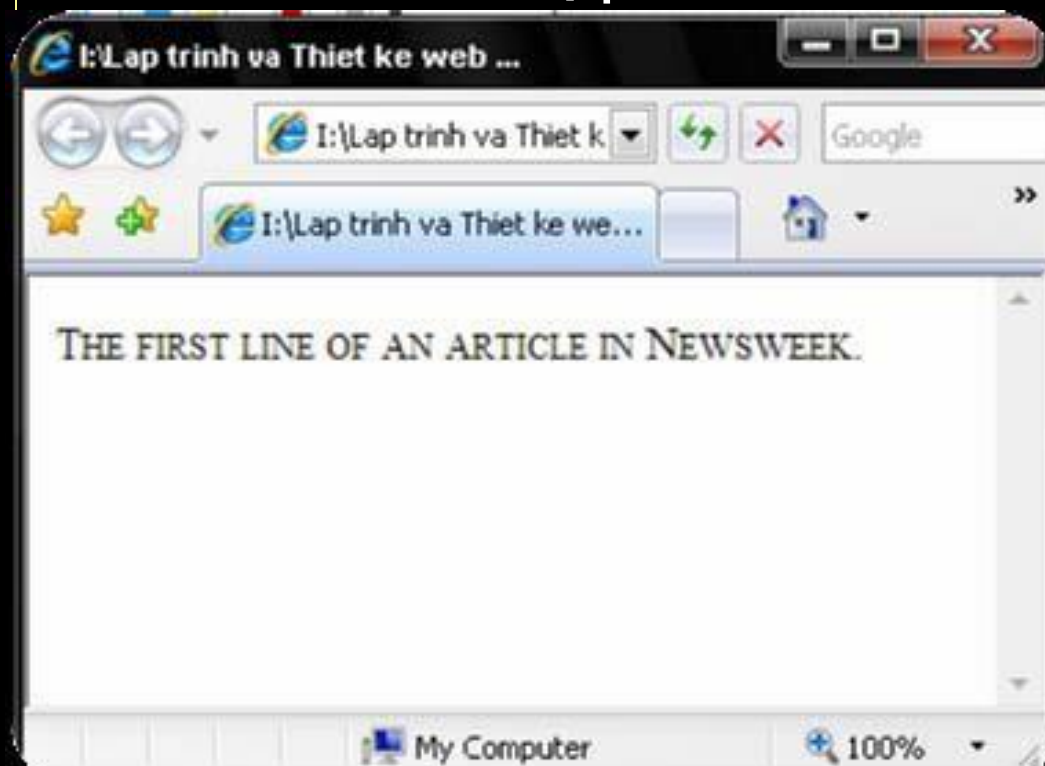 I:\Lap trinh va Thiet ke web ...
I:\Lap trinh va Thiet k
Google
I:\Lap trinh va Thiet ke we...
»
The first line of an article in Newsweek.
My Computer
100%